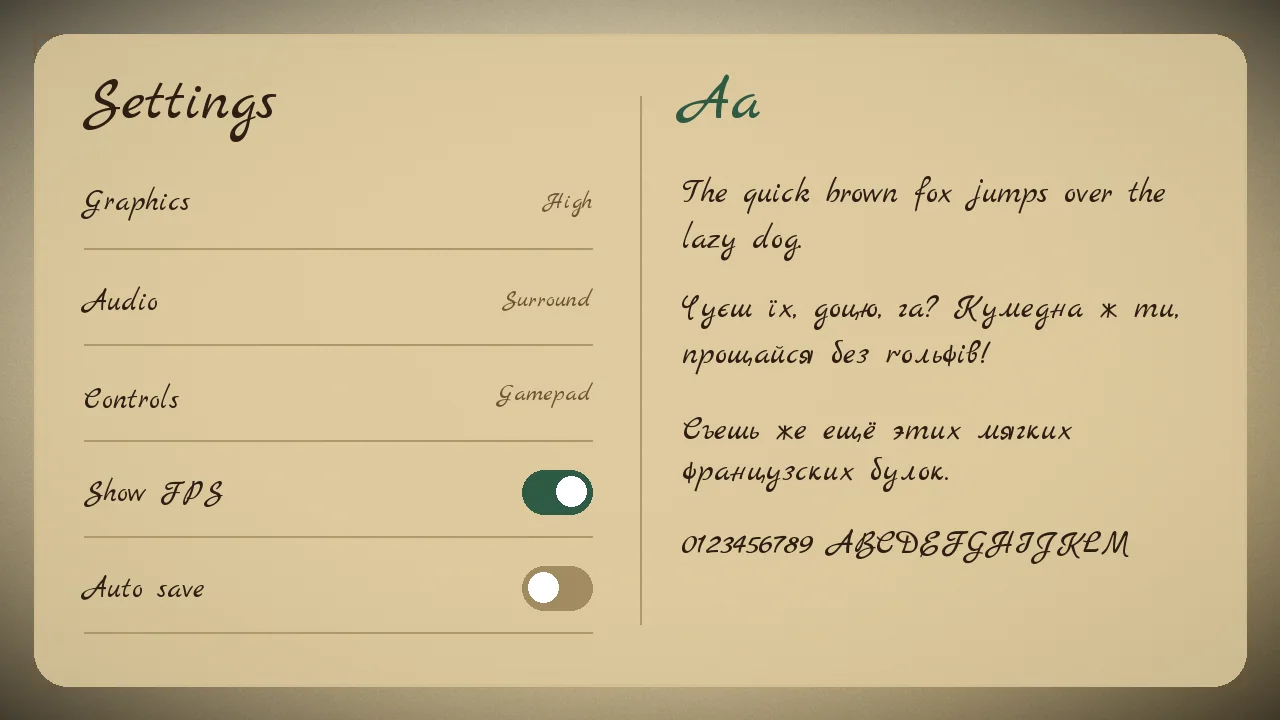 Settings
Graphics High
Audio Surround
Controls Gamepad
Show FPS
Auto save
Aa
The quick brown fox jumps over the
lazy dog.
Чуєш їх, доцю, га? Кумедна ж ти,
прощайся без ґольфів!
Съешь же ещё этих мягких
французских булок.
0123456789 ABCDEFGHIJKLM